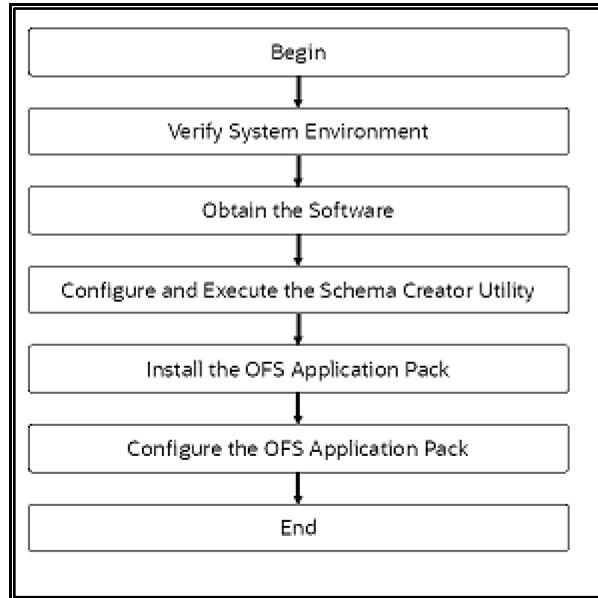 Begin
Verify System Environment
Obtain the Software
Configure and Execute the Schema Creator Utility
Install the OFS Application Pack
Configure the OFS Application Pack
End